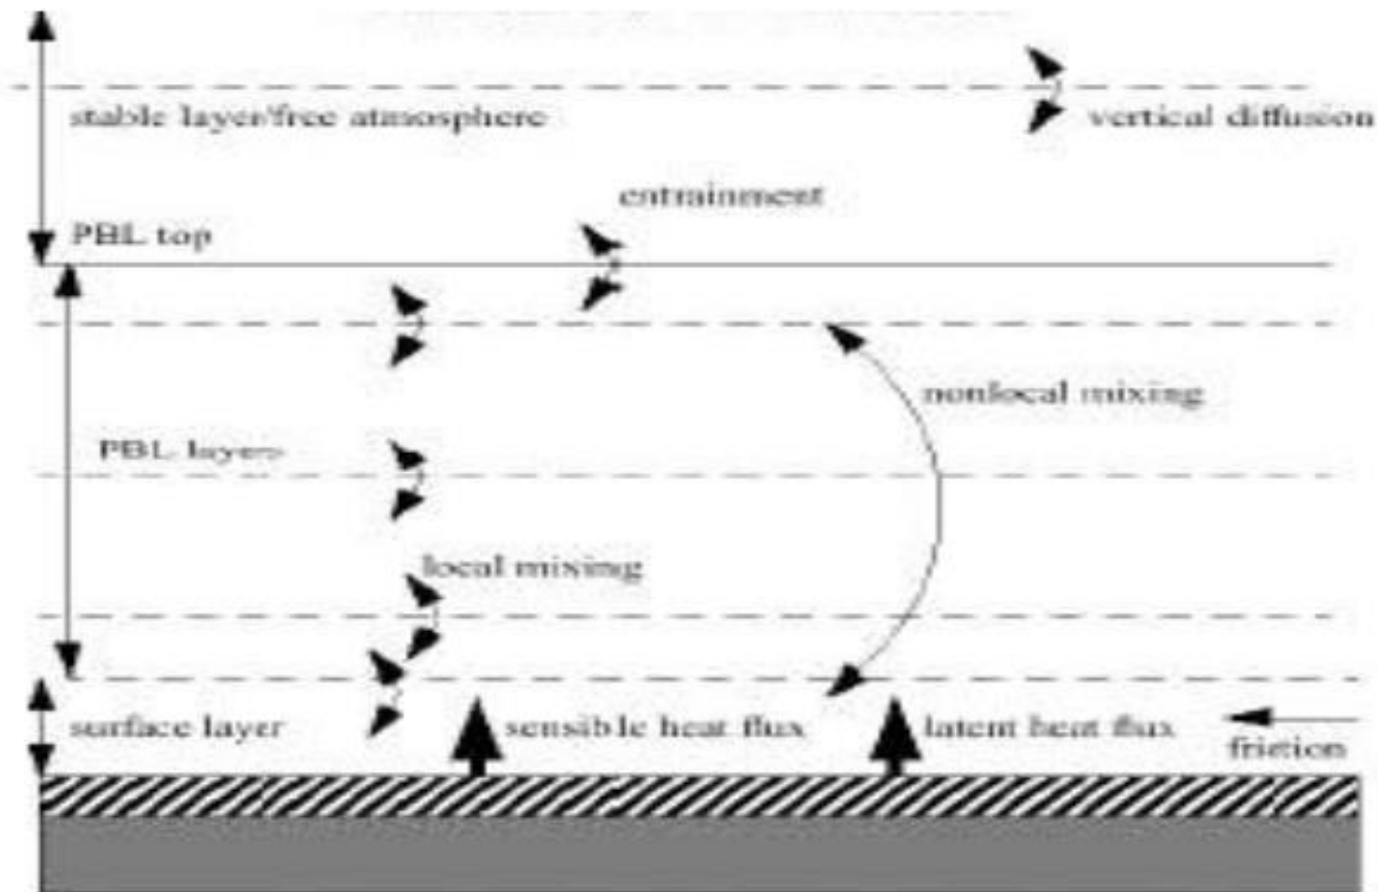 stable layer/free atmosphere
vertical diffusion
entrainment
PBL top
nonlocal mixing
PBL layers
local mixing
surface layer
sensible heat flux
latent heat flux
friction